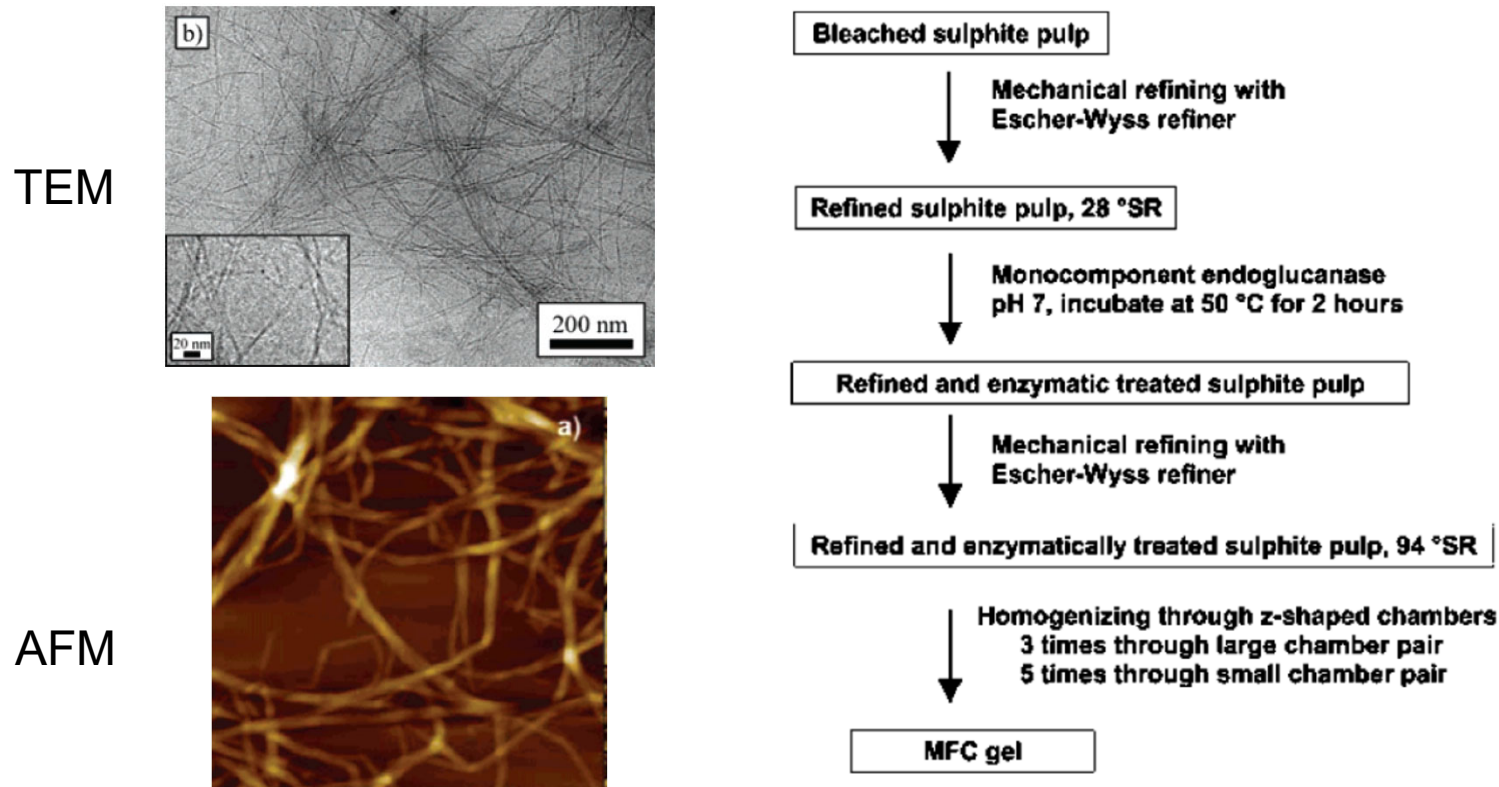 TEM
b)
20 nm
200 nm
AFM
a)
Bleached sulphite pulp
Mechanical refining with
Escher-Wyss refiner
Refined sulphite pulp, 28 °SR
Monocomponent endoglucanase
pH 7, incubate at 50 °C for 2 hours
Refined and enzymatic treated sulphite pulp
Mechanical refining with
Escher-Wyss refiner
Refined and enzymatically treated sulphite pulp, 94 °SR
Homogenizing through z-shaped chambers
3 times through large chamber pair
5 times through small chamber pair
MFC gel